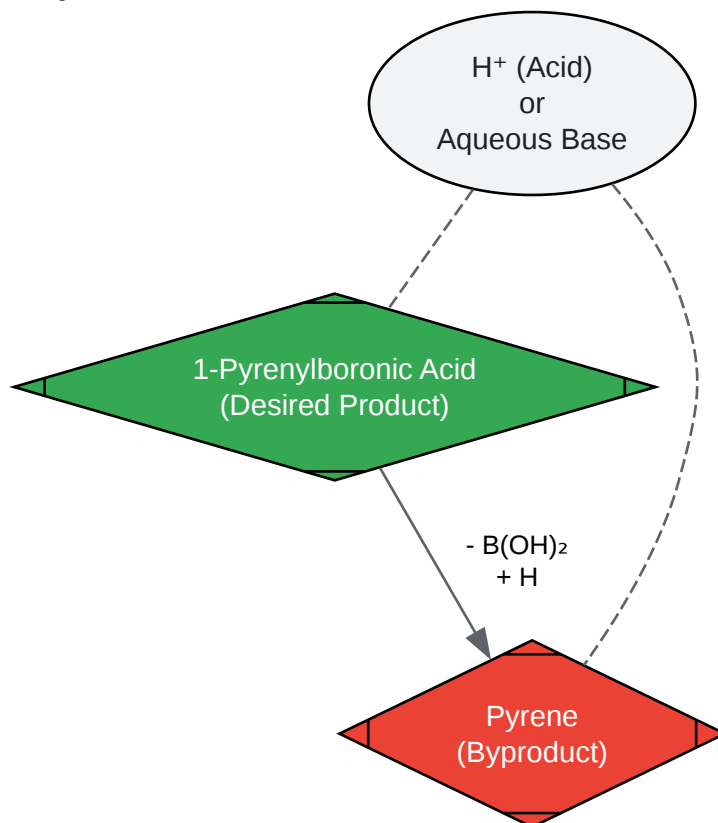 H⁺ (Acid)
or
Aqueous Base
1-Pyrenylboronic Acid
(Desired Product)
- B(OH)₂
+ H
Pyrene
(Byproduct)